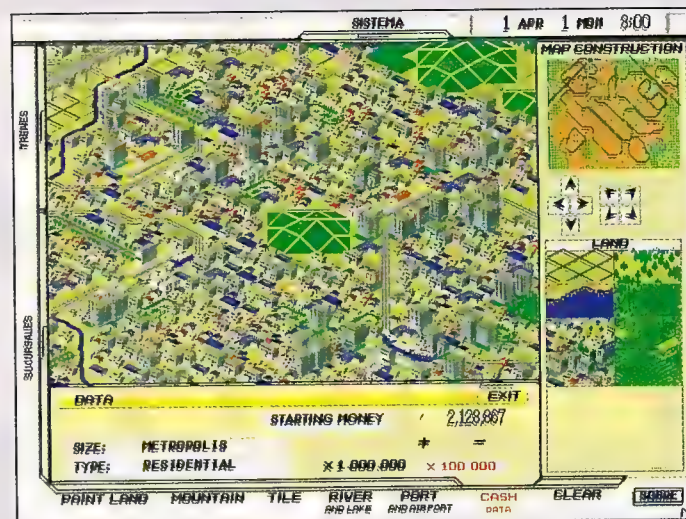 SISTEMA
1 APR 1 MON 8:00
MAP CONSTRUCTION
TRENES
LAND
SUCURSALES
DATA
EXIT
STARTING MONEY 2,128,667
SIZE: METROPOLIS + =
TYPE: RESIDENTIAL × 1 000.000 × 100 000
PAINT LAND MOUNTAIN TILE RIVER AND LAKE PORT AND AIRPORT CASH DATA CLEAR